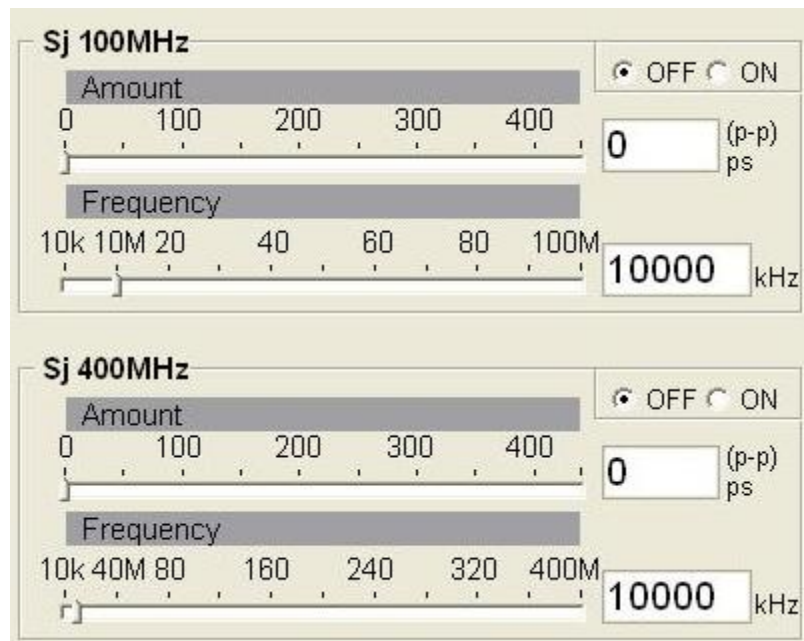 Sj 100MHz
OFF ON
Amount
0 100 200 300 400
0 (p-p) ps
Frequency
10k 10M 20 40 60 80 100M
10000 kHz
Sj 400MHz
OFF ON
Amount
0 100 200 300 400
0 (p-p) ps
Frequency
10k 40M 80 160 240 320 400M
10000 kHz